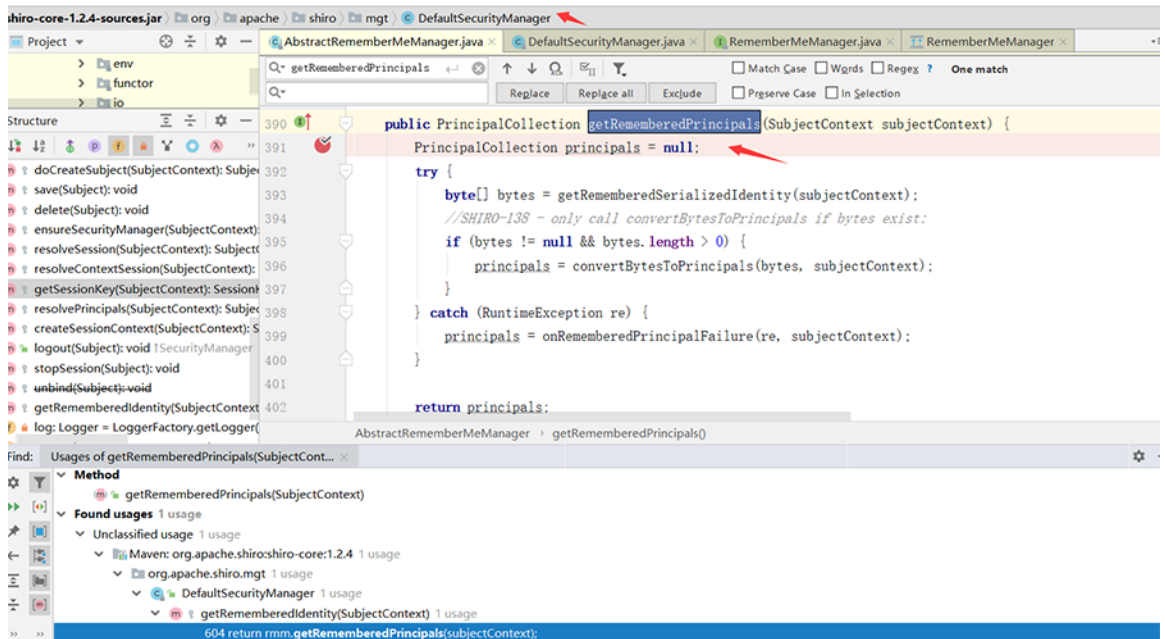 shiro-core-1.2.4-sources.jar org apache shiro mgt DefaultSecurityManager
Project
AbstractRememberMeManager.java DefaultSecurityManager.java RememberMeManager.java RememberMeManager
env
functor
io
getRememberedPrincipals
Match Case Words Regex ? One match
Replace Replace all Exclude Preserve Case In Selection
Structure
doCreateSubject(SubjectContext): Subje
save(Subject): void
delete(Subject): void
ensureSecurityManager(SubjectContext):
resolveSession(SubjectContext): Subject
resolveContextSession(SubjectContext):
getSessionKey(SubjectContext): Session
resolvePrincipals(SubjectContext): Subje
createSessionContext(SubjectContext): S
logout(Subject): void ↑SecurityManager
stopSession(Subject): void
unbind(Subject): void
getRememberedIdentity(SubjectContext
log: Logger = LoggerFactory.getLogger(
390 public PrincipalCollection getRememberedPrincipals(SubjectContext subjectContext) {
391 PrincipalCollection principals = null;
392 try {
393 byte[] bytes = getRememberedSerializedIdentity(subjectContext);
394 //SHIRO-138 - only call convertBytesToPrincipals if bytes exist:
395 if (bytes != null && bytes.length > 0) {
396 principals = convertBytesToPrincipals(bytes, subjectContext);
397 }
398 } catch (RuntimeException re) {
399 principals = onRememberedPrincipalFailure(re, subjectContext);
400 }
401
402 return principals;
AbstractRememberMeManager › getRememberedPrincipals()
Find: Usages of getRememberedPrincipals(SubjectCont...
Method
getRememberedPrincipals(SubjectContext)
Found usages 1 usage
Unclassified usage 1 usage
Maven: org.apache.shiro:shiro-core:1.2.4 1 usage
org.apache.shiro.mgt 1 usage
DefaultSecurityManager 1 usage
getRememberedIdentity(SubjectContext) 1 usage
604 return rmm.getRememberedPrincipals(subjectContext);